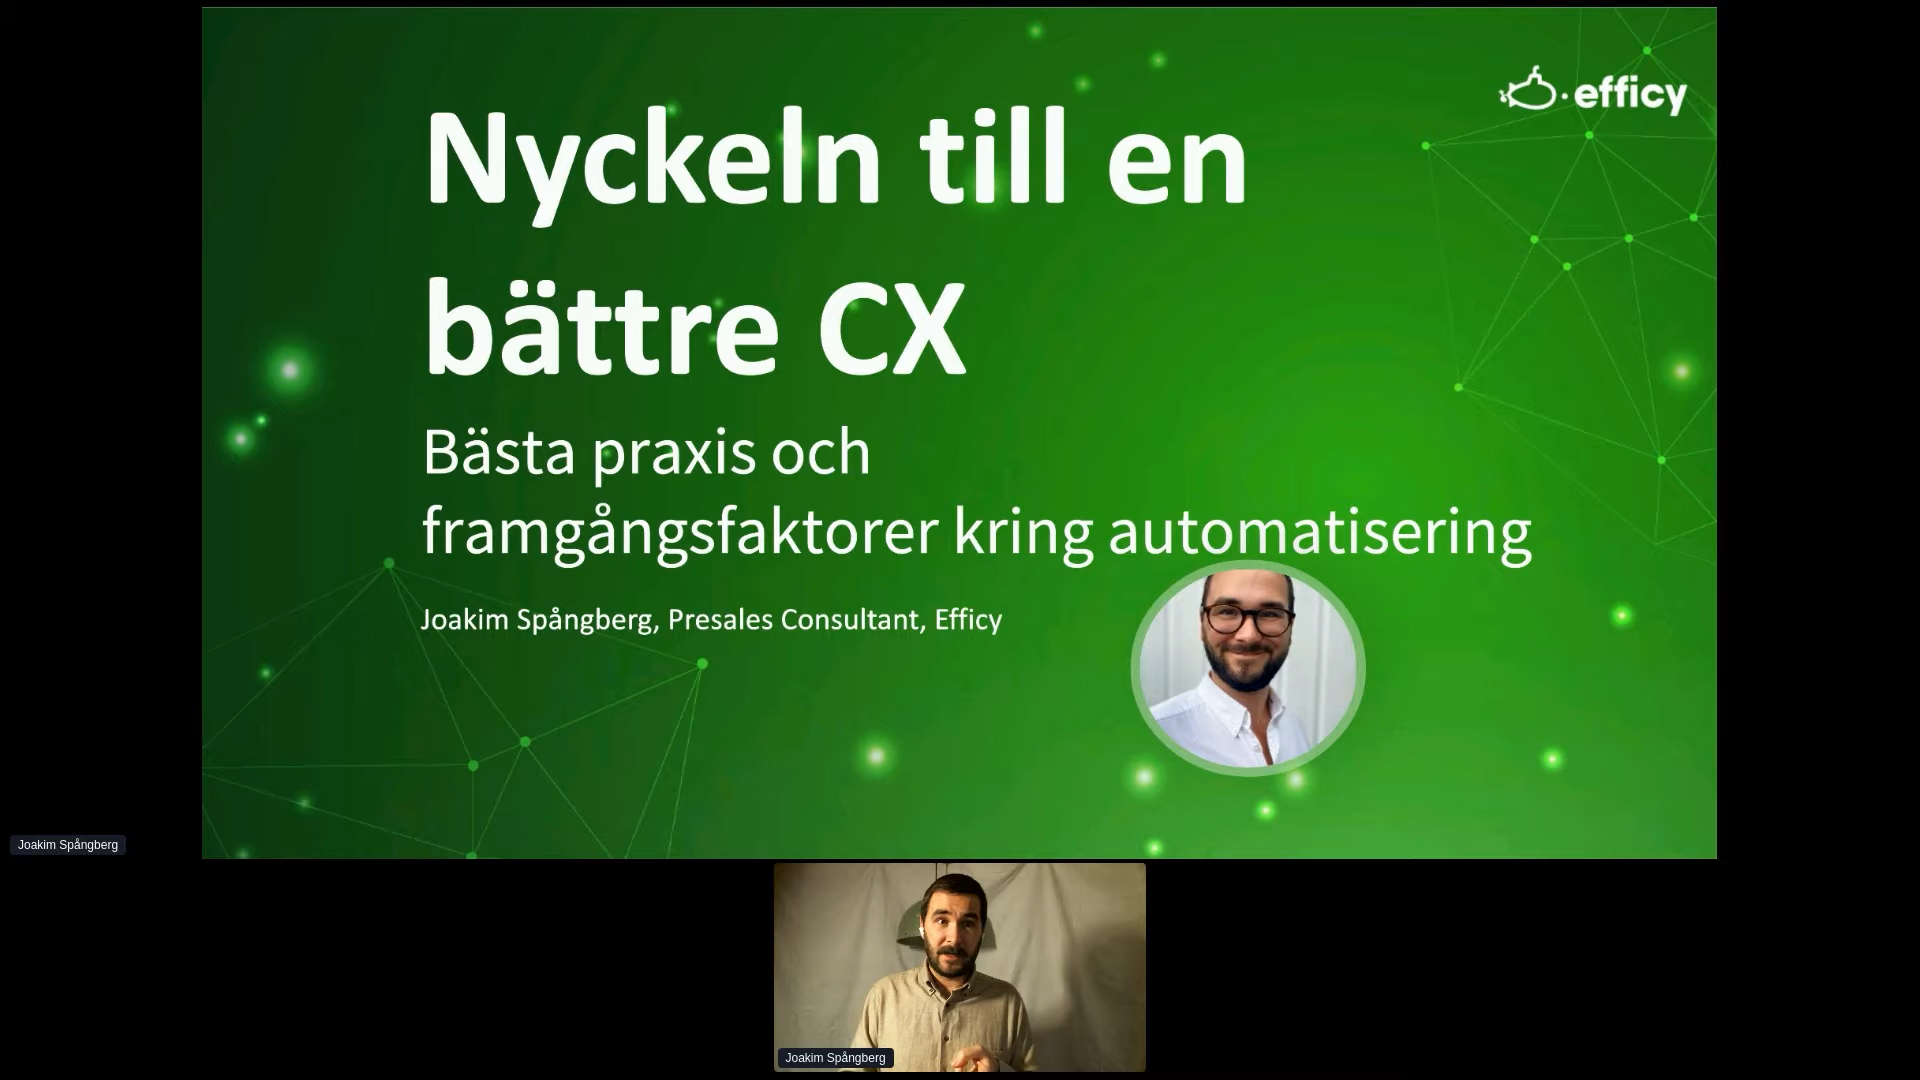 efficy
Nyckeln till en
bättre CX
Bästa praxis och
framgångsfaktorer kring automatisering
Joakim Spångberg, Presales Consultant, Efficy
Joakim Spångberg
Joakim Spångberg